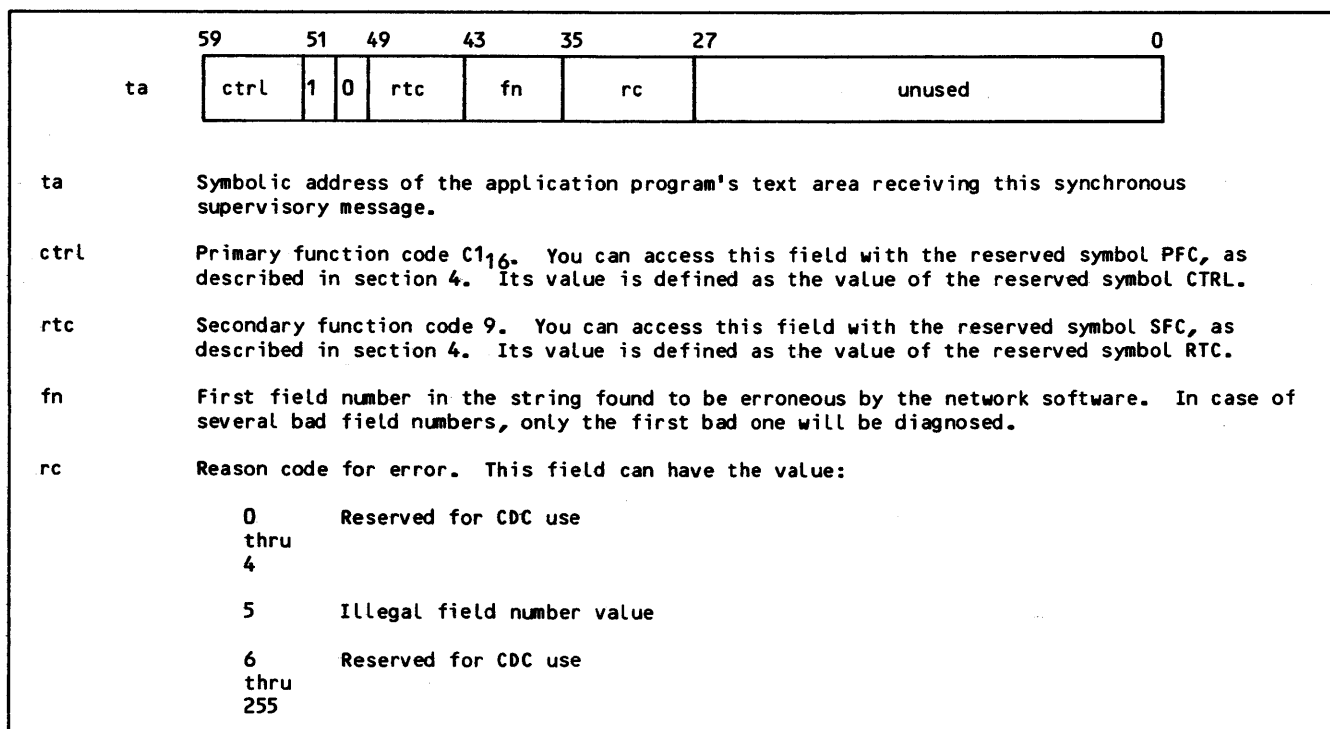 59 51 49 43 35 27 0
ta ctrl 1 0 rtc fn rc unused
ta Symbolic address of the application program's text area receiving this synchronous
supervisory message.
ctrl Primary function code C1₁₆. You can access this field with the reserved symbol PFC, as
described in section 4. Its value is defined as the value of the reserved symbol CTRL.
rtc Secondary function code 9. You can access this field with the reserved symbol SFC, as
described in section 4. Its value is defined as the value of the reserved symbol RTC.
fn First field number in the string found to be erroneous by the network software. In case of
several bad field numbers, only the first bad one will be diagnosed.
rc Reason code for error. This field can have the value:
0 Reserved for CDC use
thru
4
5 Illegal field number value
6 Reserved for CDC use
thru
255